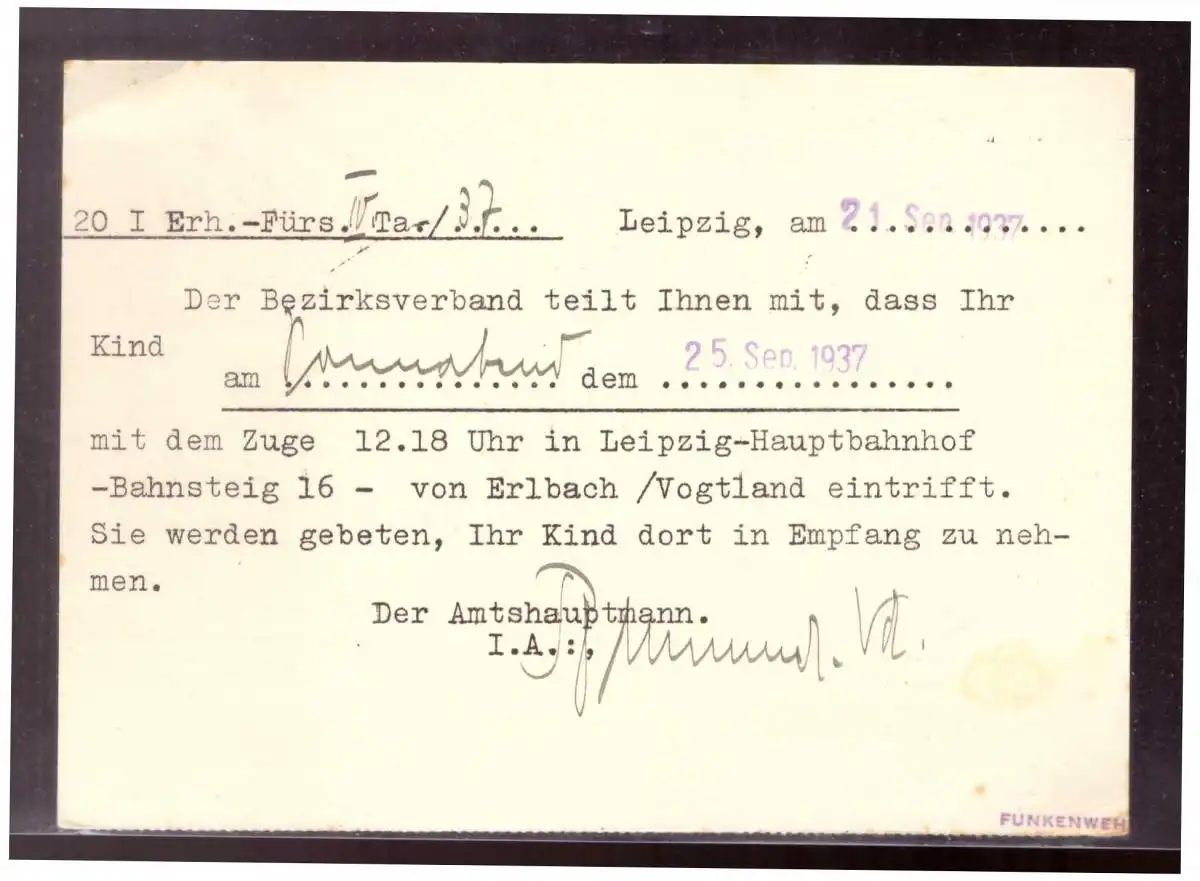 20 I Erh.-Fürs. IV Ta-/37... Leipzig, am 21. Sep. 1937
Der Bezirksverband teilt Ihnen mit, dass Ihr
Kind
am Sonnabend dem 25. Sep. 1937
mit dem Zuge 12.18 Uhr in Leipzig-Hauptbahnhof
-Bahnsteig 16 - von Erlbach /Vogtland eintrifft.
Sie werden gebeten, Ihr Kind dort in Empfang zu neh-
men.
Der Amtshauptmann.
I.A.:,
FUNKENWEH